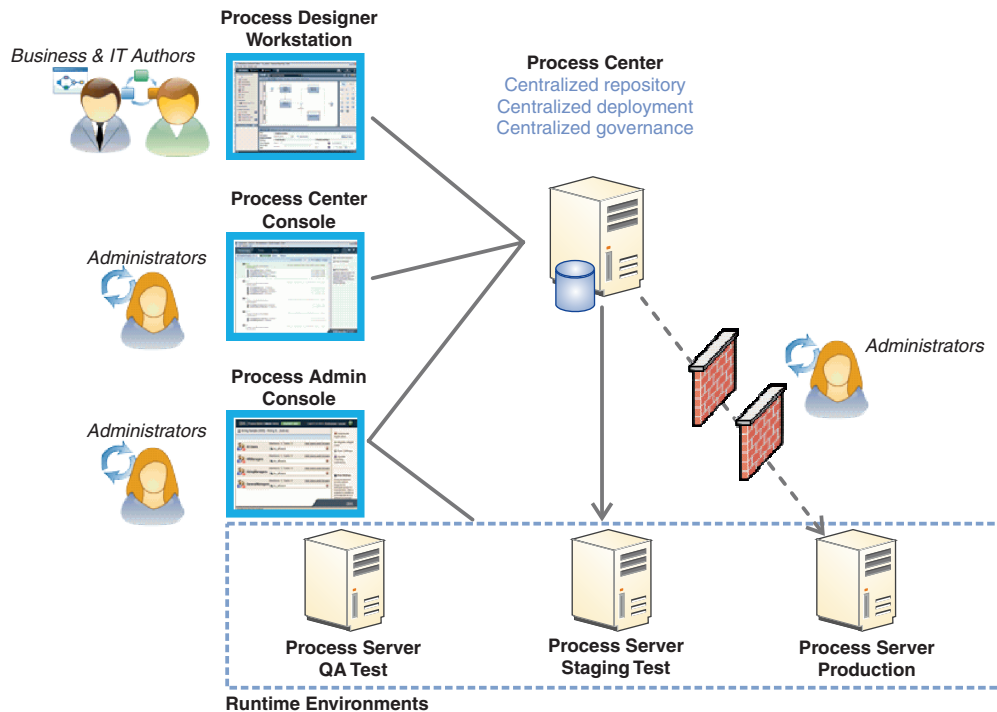 Process Designer
Workstation
Business & IT Authors
Process Center
Centralized repository
Centralized deployment
Centralized governance
Process Center
Console
Administrators
Process Admin
Console
Administrators
Administrators
Process Server
QA Test
Process Server
Staging Test
Process Server
Production
Runtime Environments